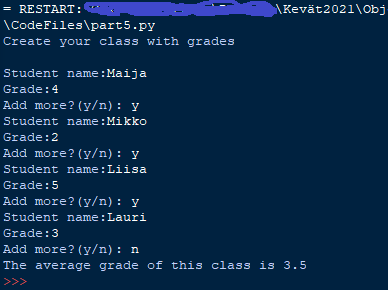 = RESTART: \Kevät2021\Obj
\CodeFiles\part5.py
Create your class with grades
Student name:Maija
Grade:4
Add more?(y/n): y
Student name:Mikko
Grade:2
Add more?(y/n): y
Student name:Liisa
Grade:5
Add more?(y/n): y
Student name:Lauri
Grade:3
Add more?(y/n): n
The average grade of this class is 3.5
>>>